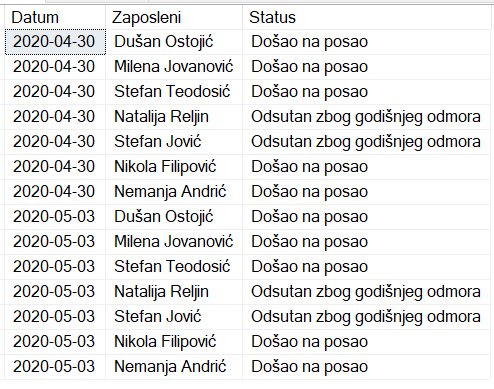 Datum Zaposleni Status
2020-04-30 Dušan Ostojić Došao na posao
2020-04-30 Milena Jovanović Došao na posao
2020-04-30 Stefan Teodosić Došao na posao
2020-04-30 Natalija Reljin Odsutan zbog godišnjeg odmora
2020-04-30 Stefan Jović Odsutan zbog godišnjeg odmora
2020-04-30 Nikola Filipović Došao na posao
2020-04-30 Nemanja Andrić Došao na posao
2020-05-03 Dušan Ostojić Došao na posao
2020-05-03 Milena Jovanović Došao na posao
2020-05-03 Stefan Teodosić Došao na posao
2020-05-03 Natalija Reljin Odsutan zbog godišnjeg odmora
2020-05-03 Stefan Jović Odsutan zbog godišnjeg odmora
2020-05-03 Nikola Filipović Došao na posao
2020-05-03 Nemanja Andrić Došao na posao